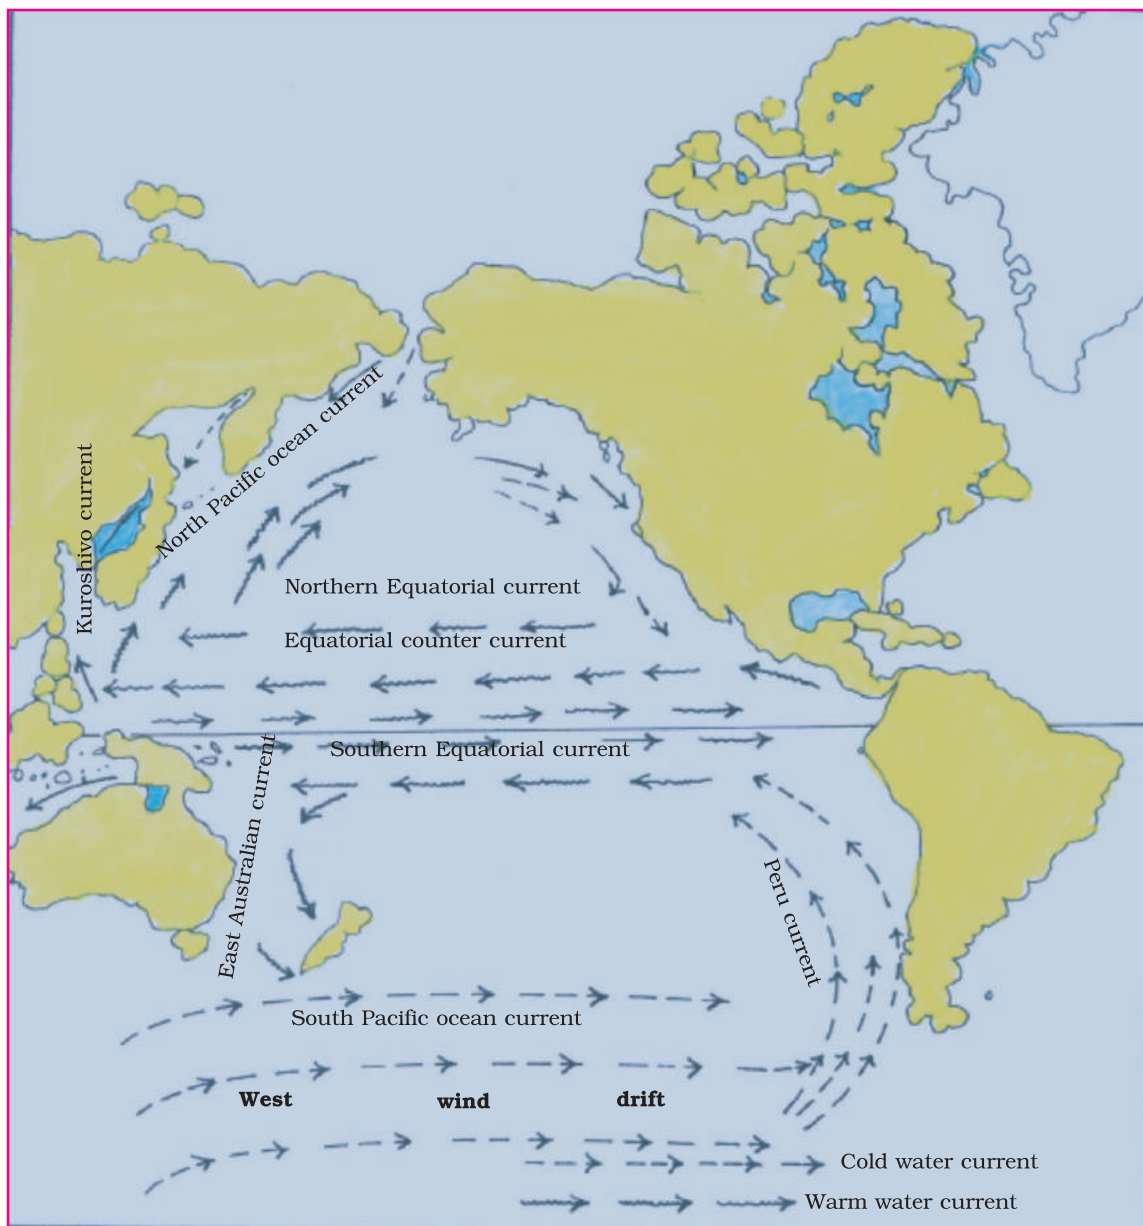 North Pacific ocean current
Kuroshivo current
Northern Equatorial current
Equatorial counter current
Southern Equatorial current
East Australian current
Peru current
South Pacific ocean current
West wind drift
Cold water current
Warm water current